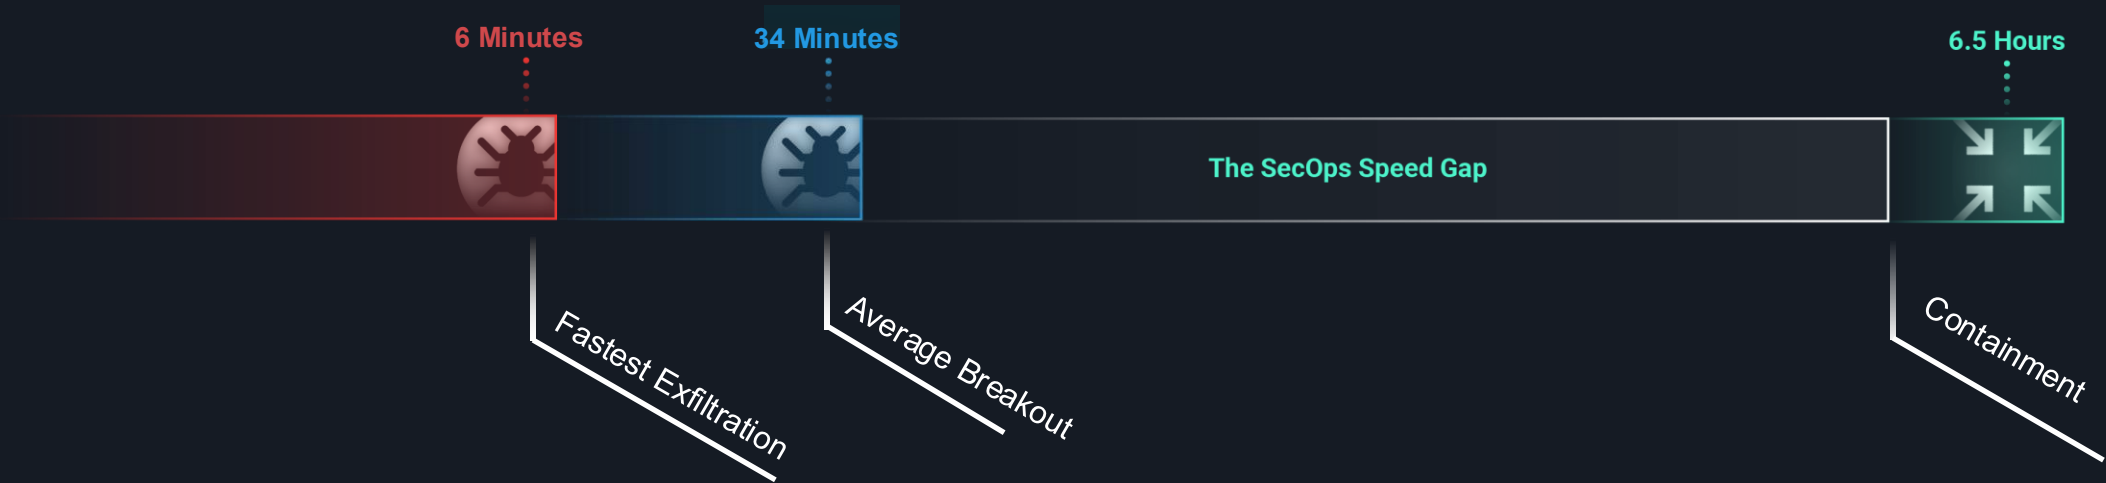 6 Minutes
34 Minutes
6.5 Hours
The SecOps Speed Gap
Fastest Exfiltration
Average Breakout
Containment